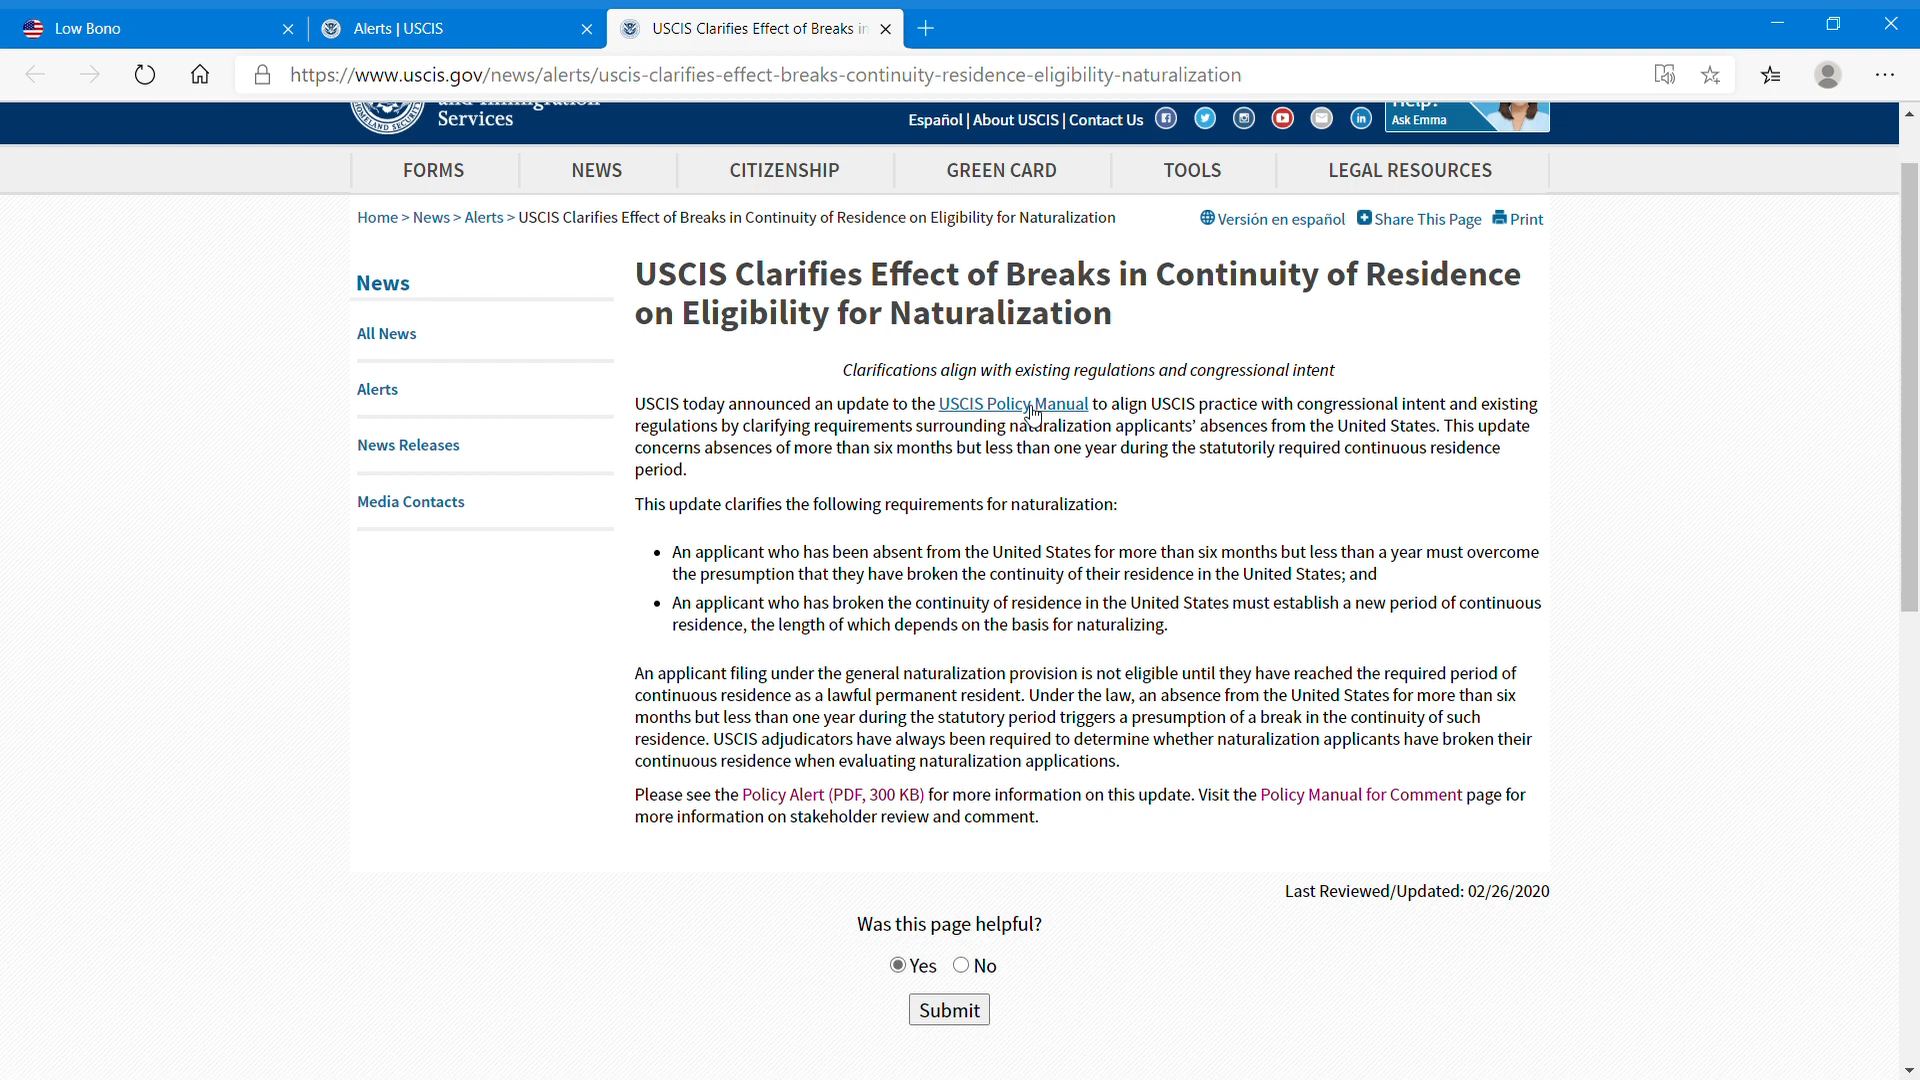 Low Bono
Alerts | USCIS
USCIS Clarifies Effect of Breaks in
https://www.uscis.gov/news/alerts/uscis-clarifies-effect-breaks-continuity-residence-eligibility-naturalization
and Immigration
Services
HOMELAND SECURITY
Español | About USCIS | Contact Us
Help?
Ask Emma
FORMS
NEWS
CITIZENSHIP
GREEN CARD
TOOLS
LEGAL RESOURCES
Home > News > Alerts > USCIS Clarifies Effect of Breaks in Continuity of Residence on Eligibility for Naturalization
Versión en español
Share This Page
Print
News
All News
Alerts
News Releases
Media Contacts
USCIS Clarifies Effect of Breaks in Continuity of Residence
on Eligibility for Naturalization
Clarifications align with existing regulations and congressional intent
USCIS today announced an update to the USCIS Policy Manual to align USCIS practice with congressional intent and existing
regulations by clarifying requirements surrounding naturalization applicants’ absences from the United States. This update
concerns absences of more than six months but less than one year during the statutorily required continuous residence
period.
This update clarifies the following requirements for naturalization:
• An applicant who has been absent from the United States for more than six months but less than a year must overcome
the presumption that they have broken the continuity of their residence in the United States; and
• An applicant who has broken the continuity of residence in the United States must establish a new period of continuous
residence, the length of which depends on the basis for naturalizing.
An applicant filing under the general naturalization provision is not eligible until they have reached the required period of
continuous residence as a lawful permanent resident. Under the law, an absence from the United States for more than six
months but less than one year during the statutory period triggers a presumption of a break in the continuity of such
residence. USCIS adjudicators have always been required to determine whether naturalization applicants have broken their
continuous residence when evaluating naturalization applications.
Please see the Policy Alert (PDF, 300 KB) for more information on this update. Visit the Policy Manual for Comment page for
more information on stakeholder review and comment.
Last Reviewed/Updated: 02/26/2020
Was this page helpful?
Yes
No
Submit